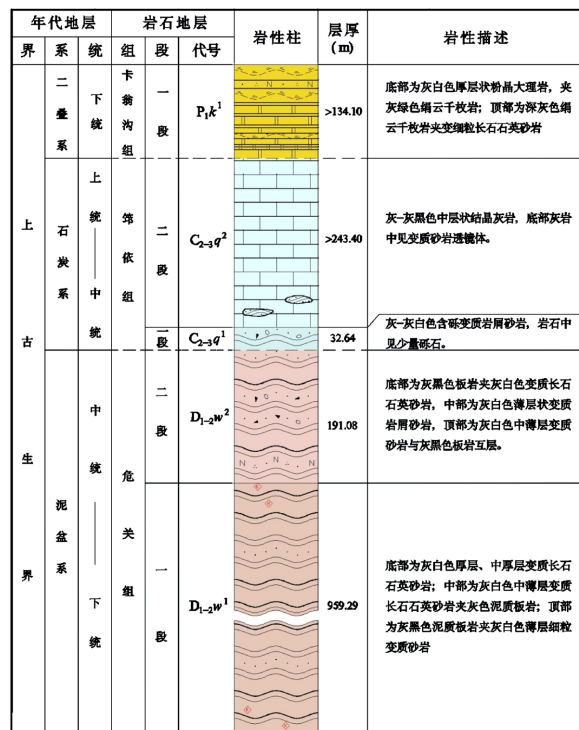 年代地层 岩石地层 岩性柱 层厥(m) 岩性描述
界 系 统 组 段 代号
上古生界
二叠系 下统 卡翁沟组 一段 P₁k¹ >134.10
底部为灰白色厚层状粉晶大理岩，夹
灰绿色绢云千枚岩；顶部为深灰色绢
云千枚岩夹变细粒长石石英砂岩
石炭系 上统——中统 笻依组 二段 C₂₋₃q² >243.40
灰-灰黑色中层状结晶灰岩，底部灰岩
中见变质砂岩透镜体。
一段 C₂₋₃q¹ 32.64
灰-灰白色含砾变质岩屑砂岩，岩石中
见少量砾石。
泥盆系 中统——下统 危关组 二段 D₁₋₂w² 191.08
底部为灰黑色板岩夹灰白色变质长石
石英砂岩，中部为灰白色薄层状变质
岩屑砂岩，顶部为灰白色中薄层变质
砂岩与灰黑色板岩互层。
一段 D₁₋₂w¹ 959.29
底部为灰白色厚层、中厚层变质长石
石英砂岩；中部为灰白色中薄层变质
长石石英砂岩夹灰色泥质板岩；顶部
为灰黑色泥质板岩夹灰白色薄层细粒
变质砂岩
N N
N N N